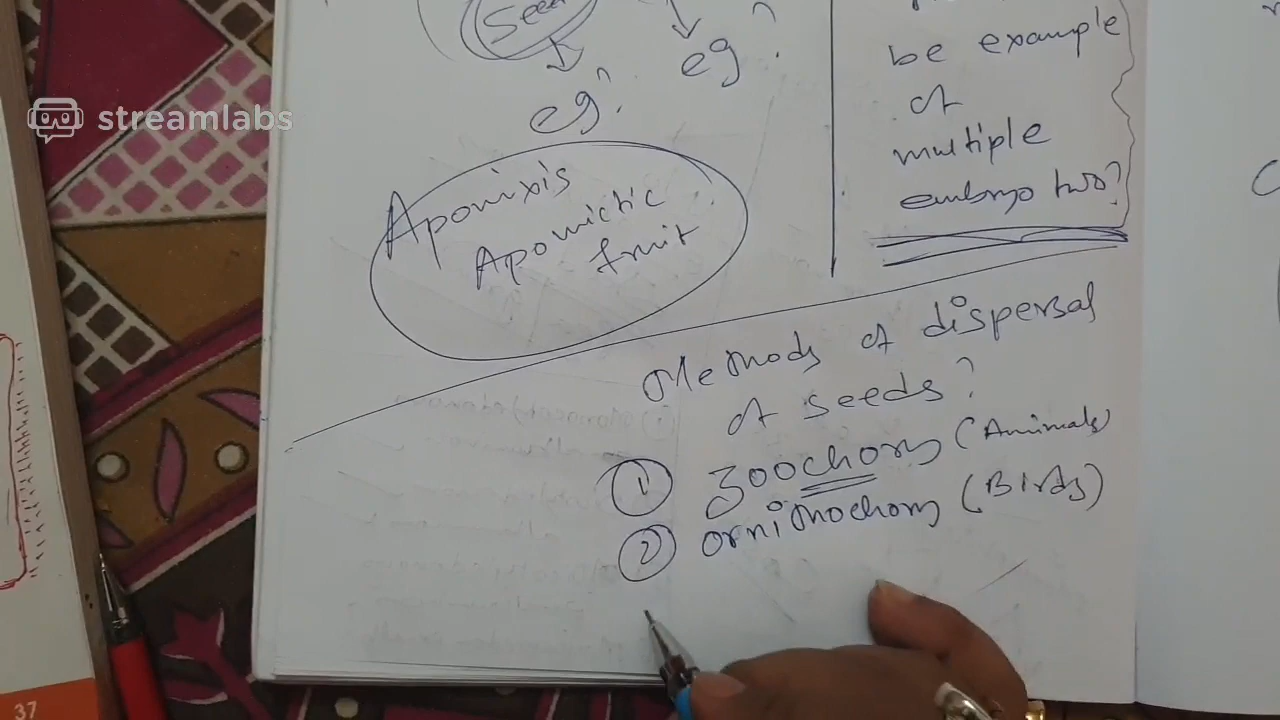 streamlabs
seed
eg?
eg?
be example
of
multiple
embryo two?
Apomixis
Apomictic
fruit
Methods of dispersal
of seeds?
① zoochory (Animals)
② ornithochory (Birds)
37